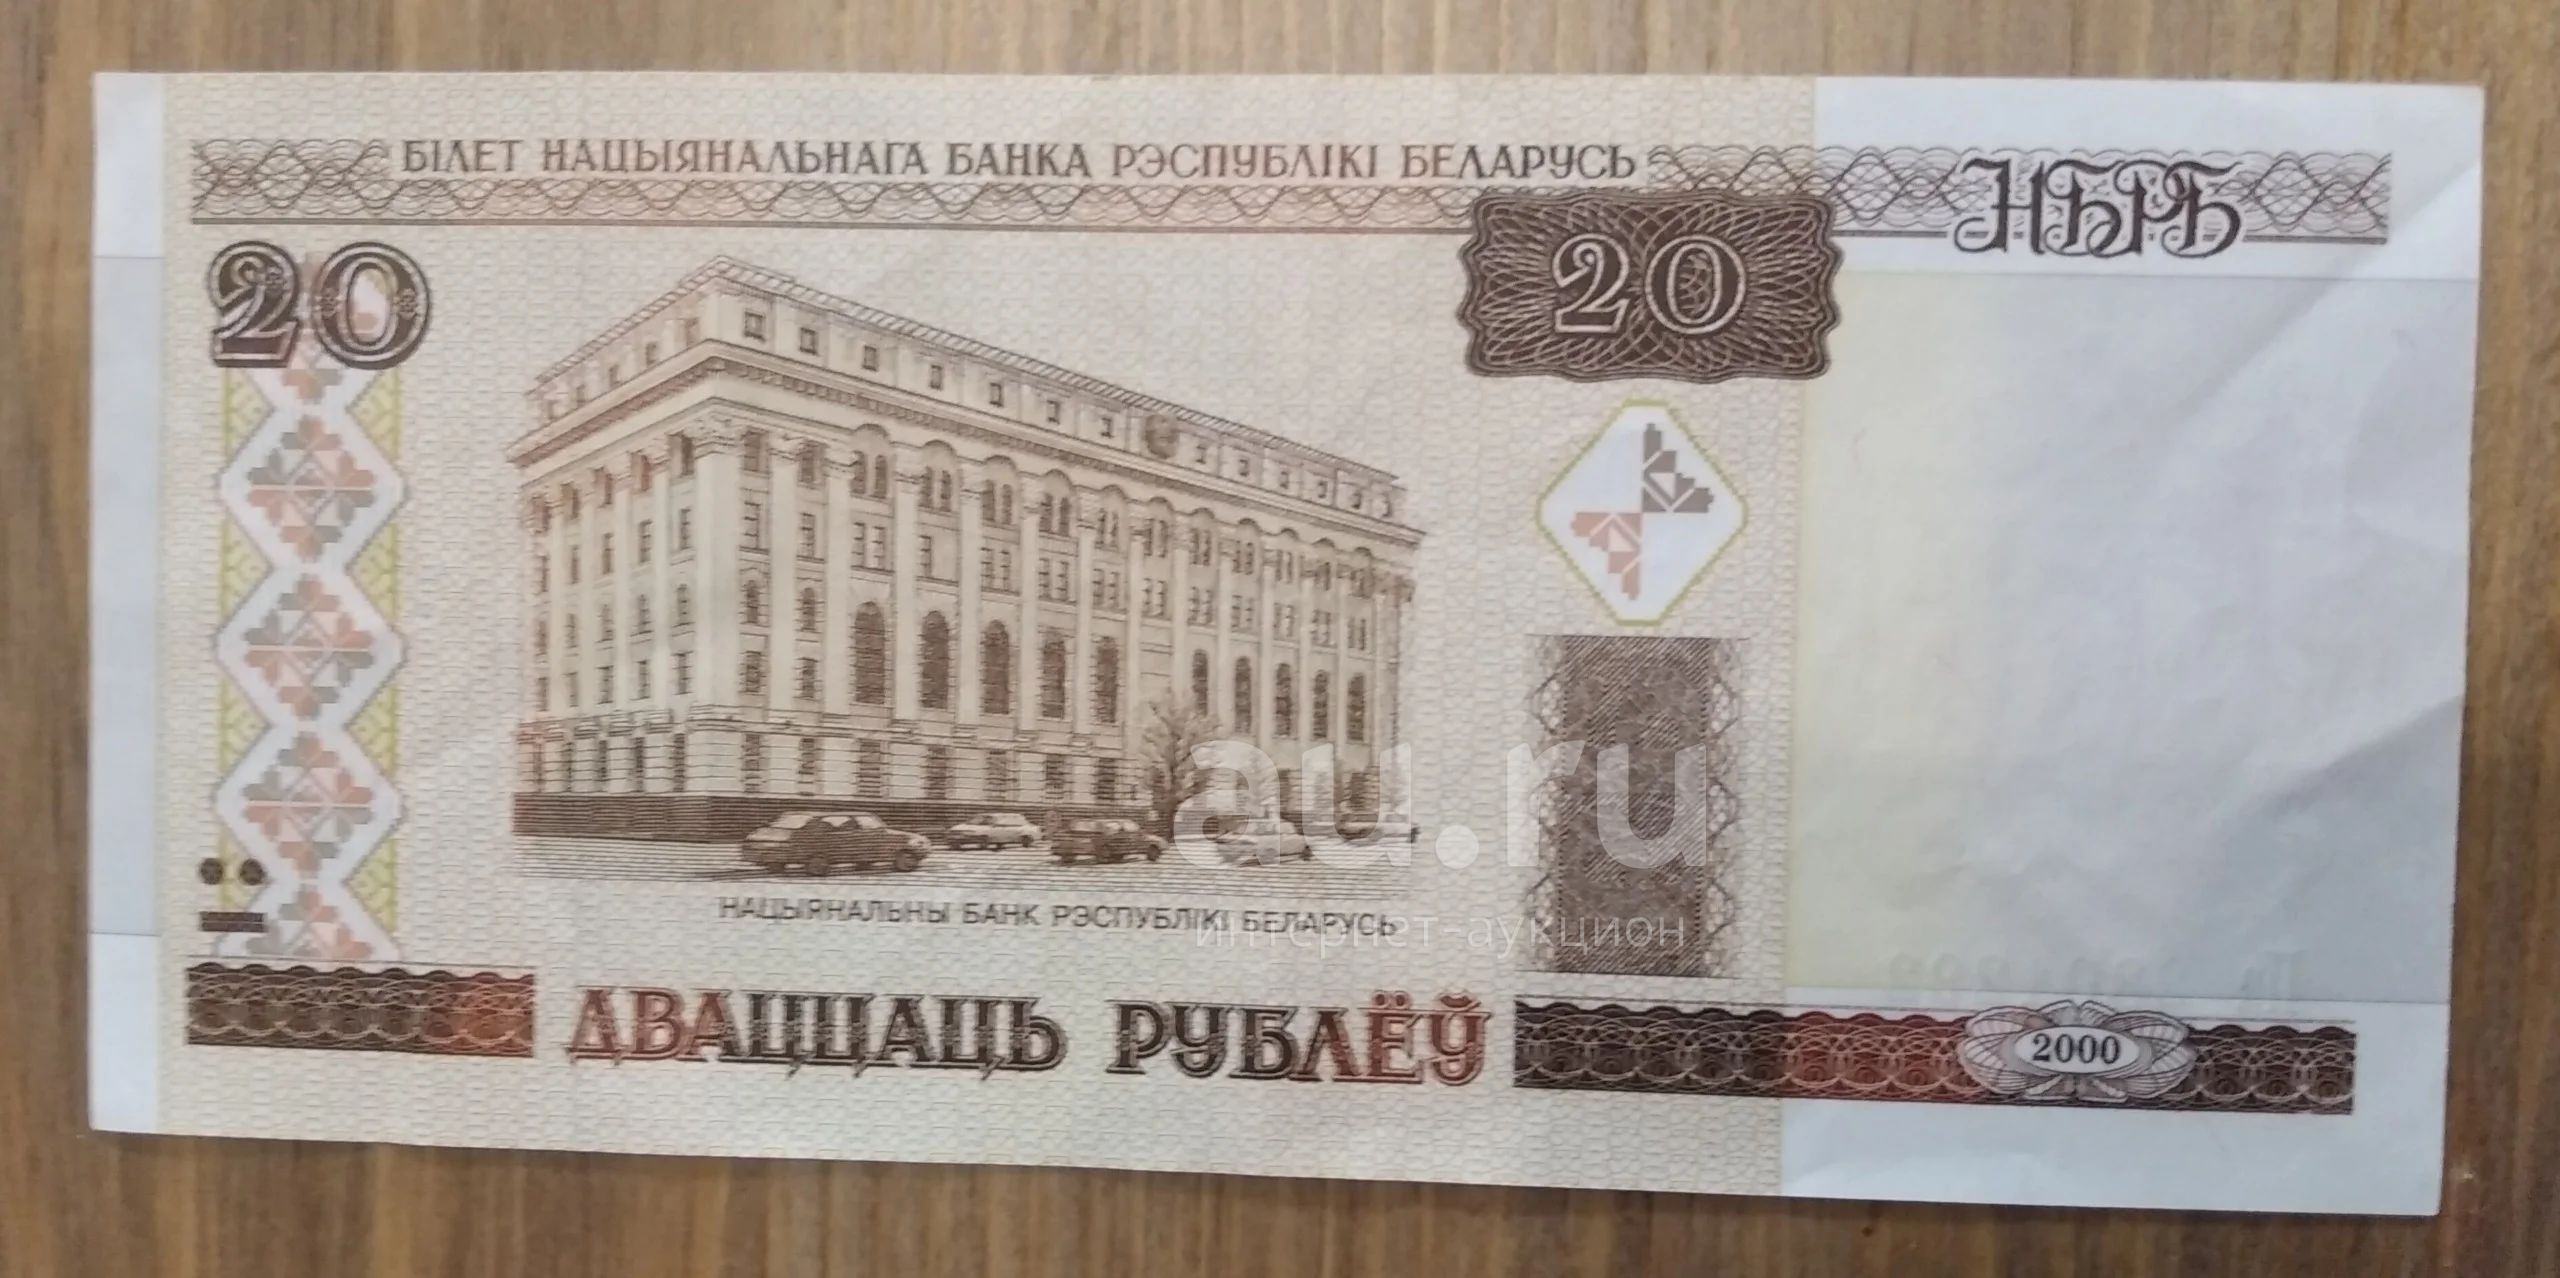 БІЛЕТ НАЦЫЯНАЛЬНАГА БАНКА РЭСПУБЛІКІ БЕЛАРУСЬ
НБРБ
20
20
au.ru
интернет-аукцион
НАЦЫЯНАЛЬНЫ БАНК РЭСПУБЛІКІ БЕЛАРУСЬ
ДВАЦЦАЦЬ РУБЛЁЎ
2000